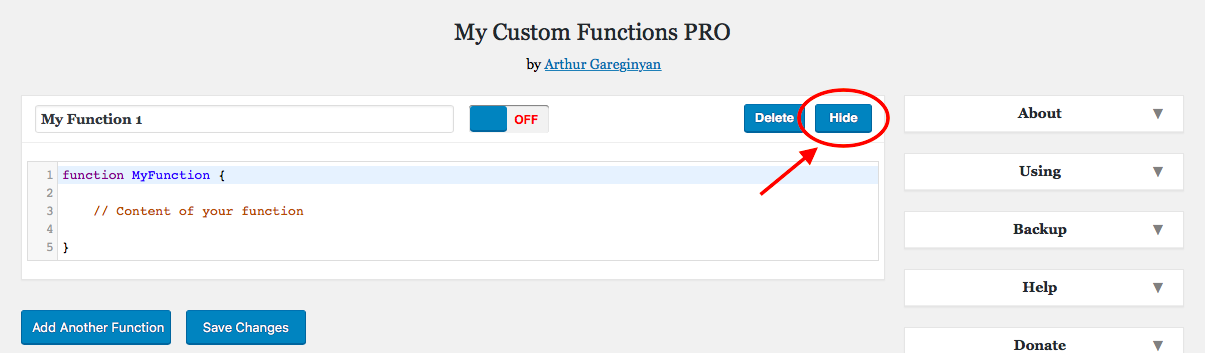 My Custom Functions PRO
by Arthur Gareginyan
My Function 1
OFF
Delete
Hide
1 function MyFunction {
2
3     // Content of your function
4
5 }
Add Another Function
Save Changes
About ▼
Using ▼
Backup ▼
Help ▼
Donate ▼